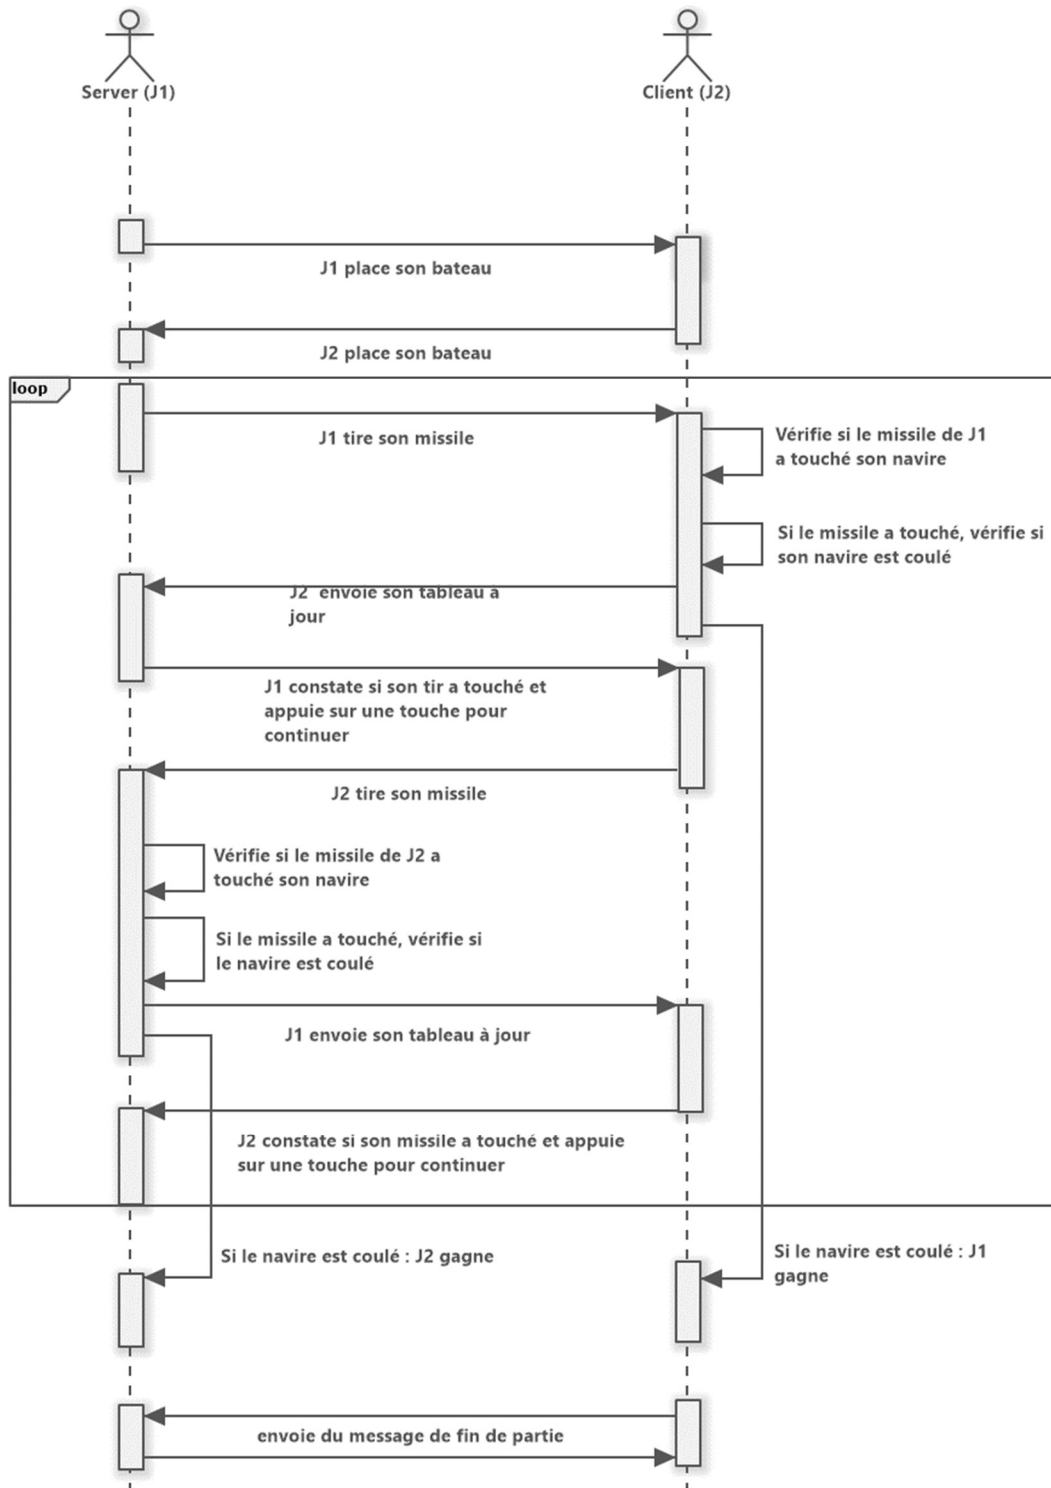 Server (J1)
Client (J2)
J1 place son bateau
J2 place son bateau
loop
J1 tire son missile
Vérifie si le missile de J1
a touché son navire
Si le missile a touché, vérifie si
son navire est coulé
J2 envoie son tableau à
jour
J1 constate si son tir a touché et
appuie sur une touche pour
continuer
J2 tire son missile
Vérifie si le missile de J2 a
touché son navire
Si le missile a touché, vérifie si
le navire est coulé
J1 envoie son tableau à jour
J2 constate si son missile a touché et appuie
sur une touche pour continuer
Si le navire est coulé : J2 gagne
Si le navire est coulé : J1
gagne
envoie du message de fin de partie